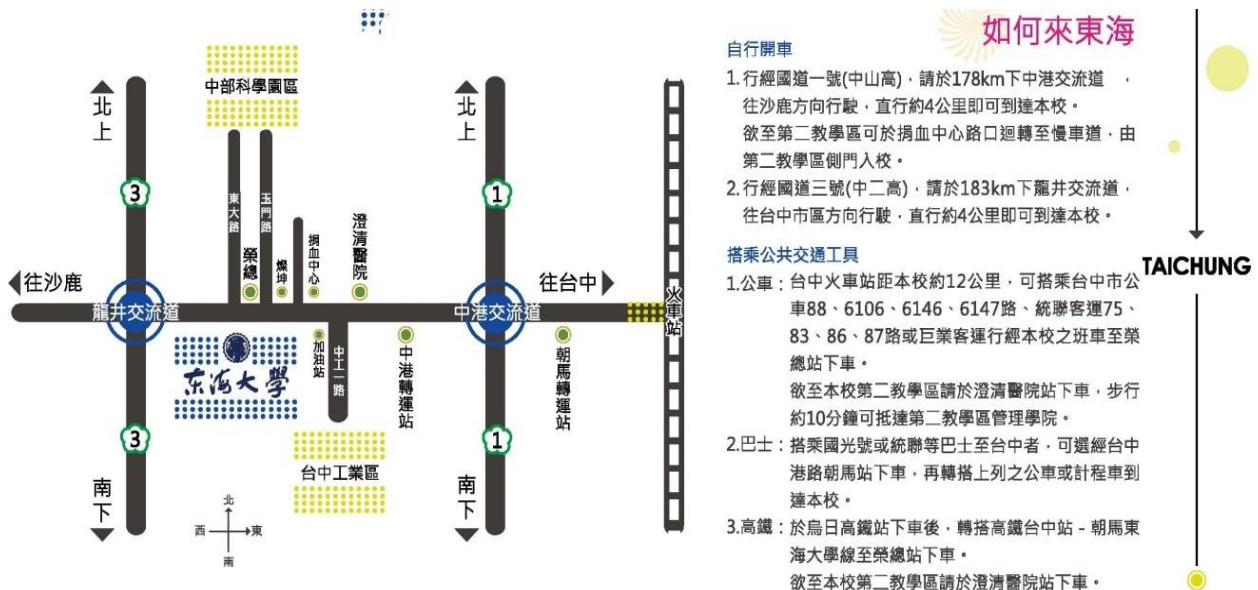 中部科學園區
北上
北上
3
1
東大路
玉門路
榮總
燦坤
捐血中心
澄清醫院
往沙鹿
往台中
龍井交流道
中港交流道
火車站
东海大學
加油站
中工一路
中港轉運站
朝馬轉運站
3
1
台中工業區
南下
南下
北
西
東
南
如何來東海
自行開車
1.行經國道一號(中山高)，請於178km下中港交流道，
往沙鹿方向行駛，直行約4公里即可到達本校。
欲至第二教學區可於捐血中心路口迴轉至慢車道，由
第二教學區側門入校。
2.行經國道三號(中二高)，請於183km下龍井交流道，
往台中市區方向行駛，直行約4公里即可到達本校。
搭乘公共交通工具
1.公車：台中火車站距本校約12公里，可搭乘台中市公
車88、6106、6146、6147路、統聯客運75、
83、86、87路或巨業客運行經本校之班車至榮
總站下車。
欲至本校第二教學區請於澄清醫院站下車，步行
約10分鐘可抵達第二教學區管理學院。
2.巴士：搭乘國光號或統聯等巴士至台中者，可選經台中
港路朝馬站下車，再轉搭上列之公車或計程車到
達本校。
3.高鐵：於烏日高鐵站下車後，轉搭高鐵台中站－朝馬東
海大學線至榮總站下車。
欲至本校第二教學區請於澄清醫院站下車。
TAICHUNG